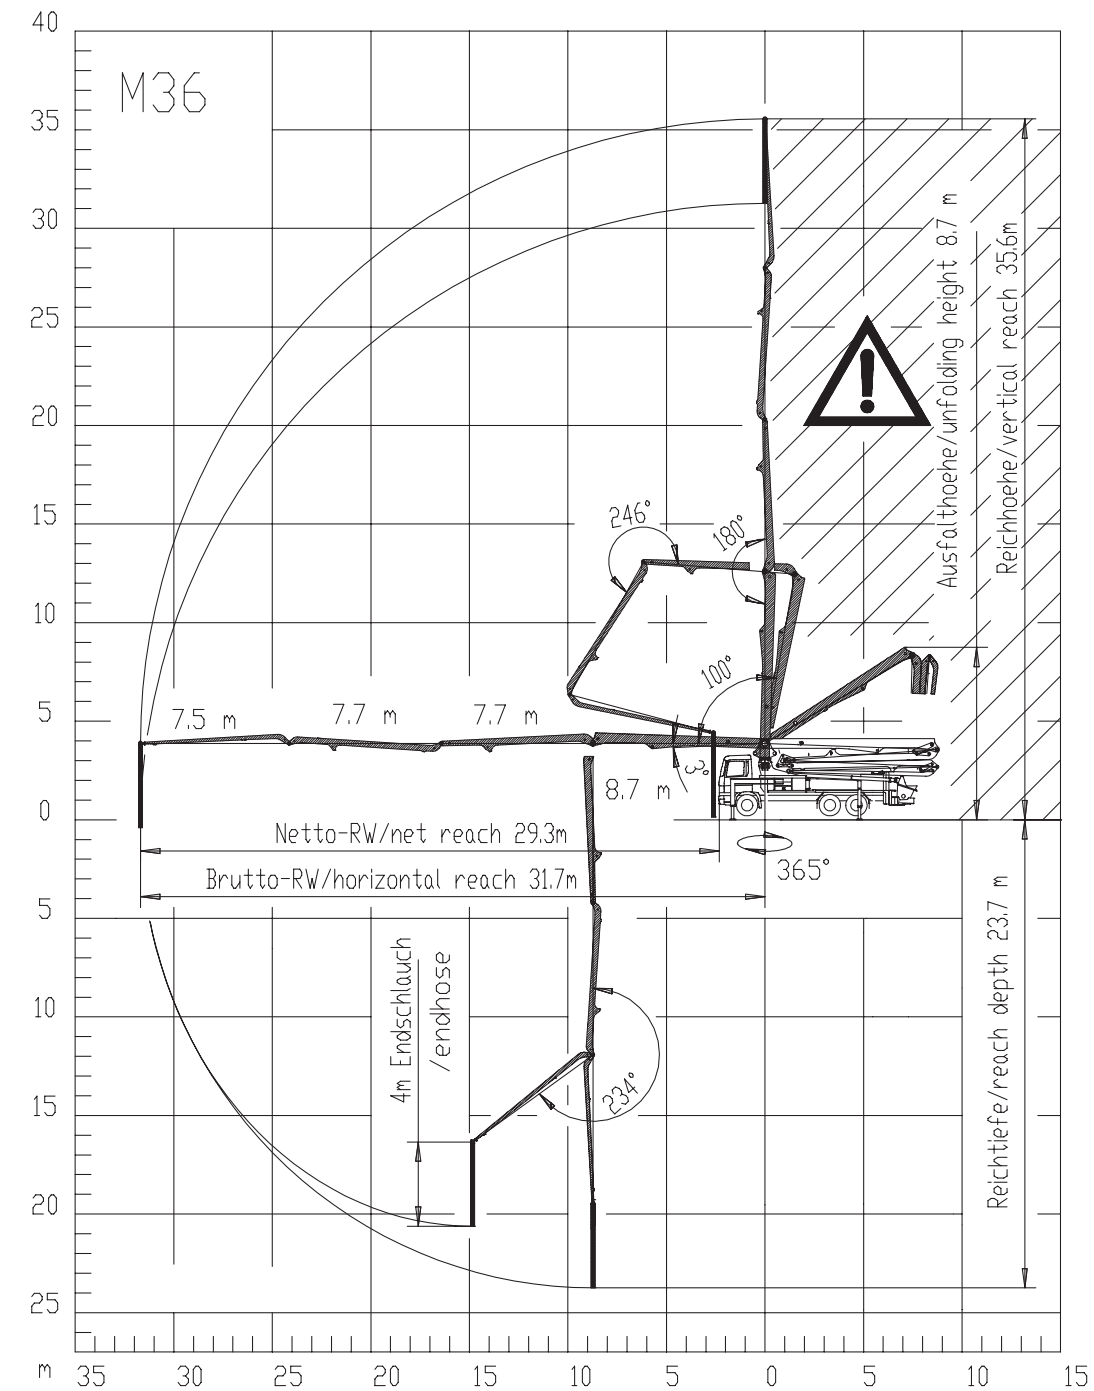 40
M36
35
30
25
20
15
10
5
0
5
10
15
20
25
m
35
30
25
20
15
10
5
0
5
10
15
Ausfalthoehe/unfolding height 8.7 m
Reichhoehe/vertical reach 35.6m
246°
180°
100°
3°
7.5 m
7.7 m
7.7 m
8.7 m
Netto-RW/net reach 29.3m
Brutto-RW/horizontal reach 31.7m
365°
4m Endschlauch
/endhose
234°
Reichtiefe/reach depth 23.7 m